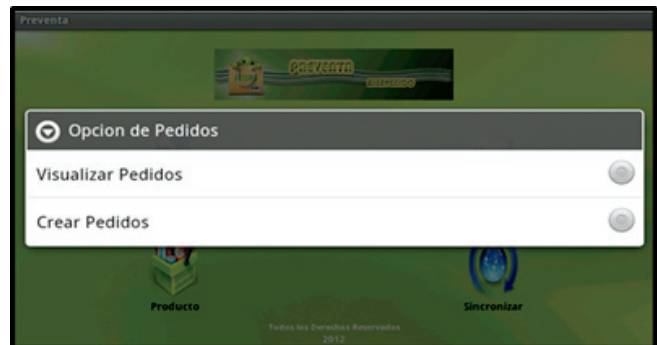 Preventa
PREVENTA
Opcion de Pedidos
Visualizar Pedidos
Crear Pedidos
Producto
Sincronizar
Todos los Derechos Reservados
2012